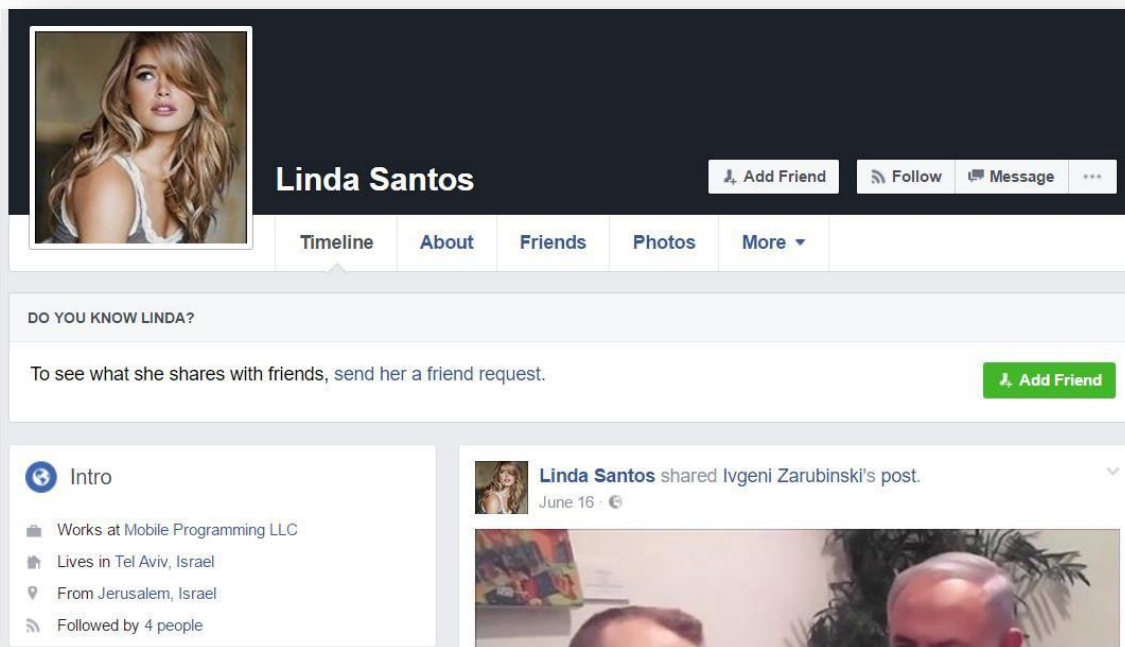 Linda Santos
Add Friend
Follow
Message
Timeline
About
Friends
Photos
More
DO YOU KNOW LINDA?
To see what she shares with friends, send her a friend request.
Add Friend
Intro
Works at Mobile Programming LLC
Lives in Tel Aviv, Israel
From Jerusalem, Israel
Followed by 4 people
Linda Santos shared Ivgeni Zarubinski's post.
June 16 ·